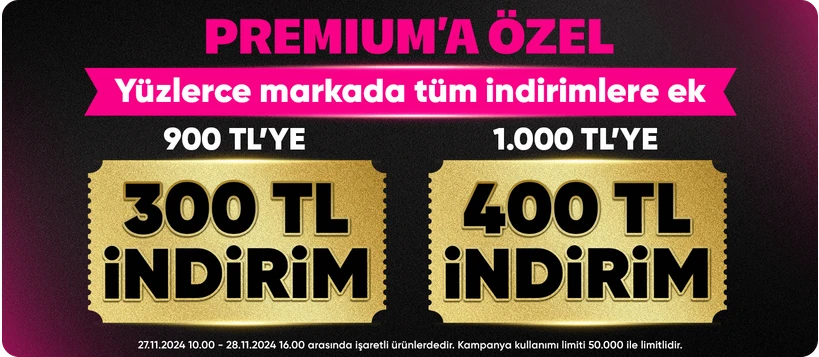 PREMIUM'A ÖZEL
Yüzlerce markada tüm indirimlere ek
900 TL'YE
300 TL
İNDİRİM
1.000 TL'YE
400 TL
İNDİRİM
27.11.2024 10.00 - 28.11.2024 16.00 arasında işaretli ürünlerdedir. Kampanya kullanımı limiti 50.000 ile limitlidir.